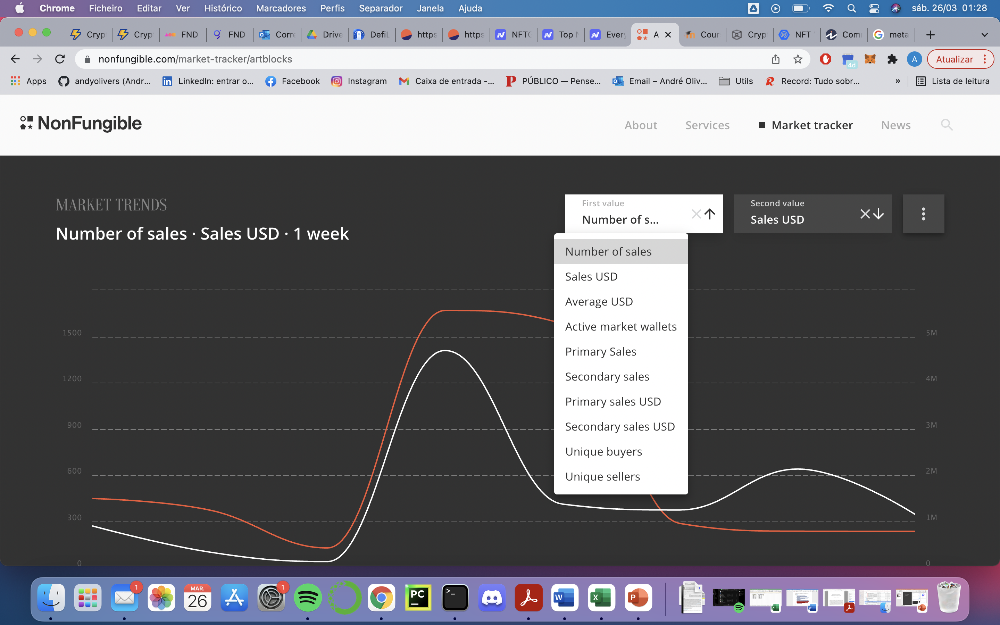 Chrome Ficheiro Editar Ver Histórico Marcadores Perfis Separador Janela Ajuda sáb. 26/03 01:28
Cryp Cryp FND FND Corre Drive DefiL https https NFTC Top N Every A Cour Cryp NFT Com meta
nonfungible.com/market-tracker/artblocks 4d A Atualizar
Apps andyolivers (Andr... LinkedIn: entrar o... Facebook Instagram Caixa de entrada -... PÚBLICO — Pense... Email – André Oliv... Utils Record: Tudo sobr... » Lista de leitura
NonFungible About Services Market tracker News
MARKET TRENDS
Number of sales · Sales USD · 1 week
First value
Number of s...
Second value
Sales USD
Number of sales
Sales USD
Average USD
Active market wallets
Primary Sales
Secondary sales
Primary sales USD
Secondary sales USD
Unique buyers
Unique sellers
1500 5M
1200 4M
900 3M
600 2M
300 1M
0 0
1 MAR.
26 1 PC >_ W X P